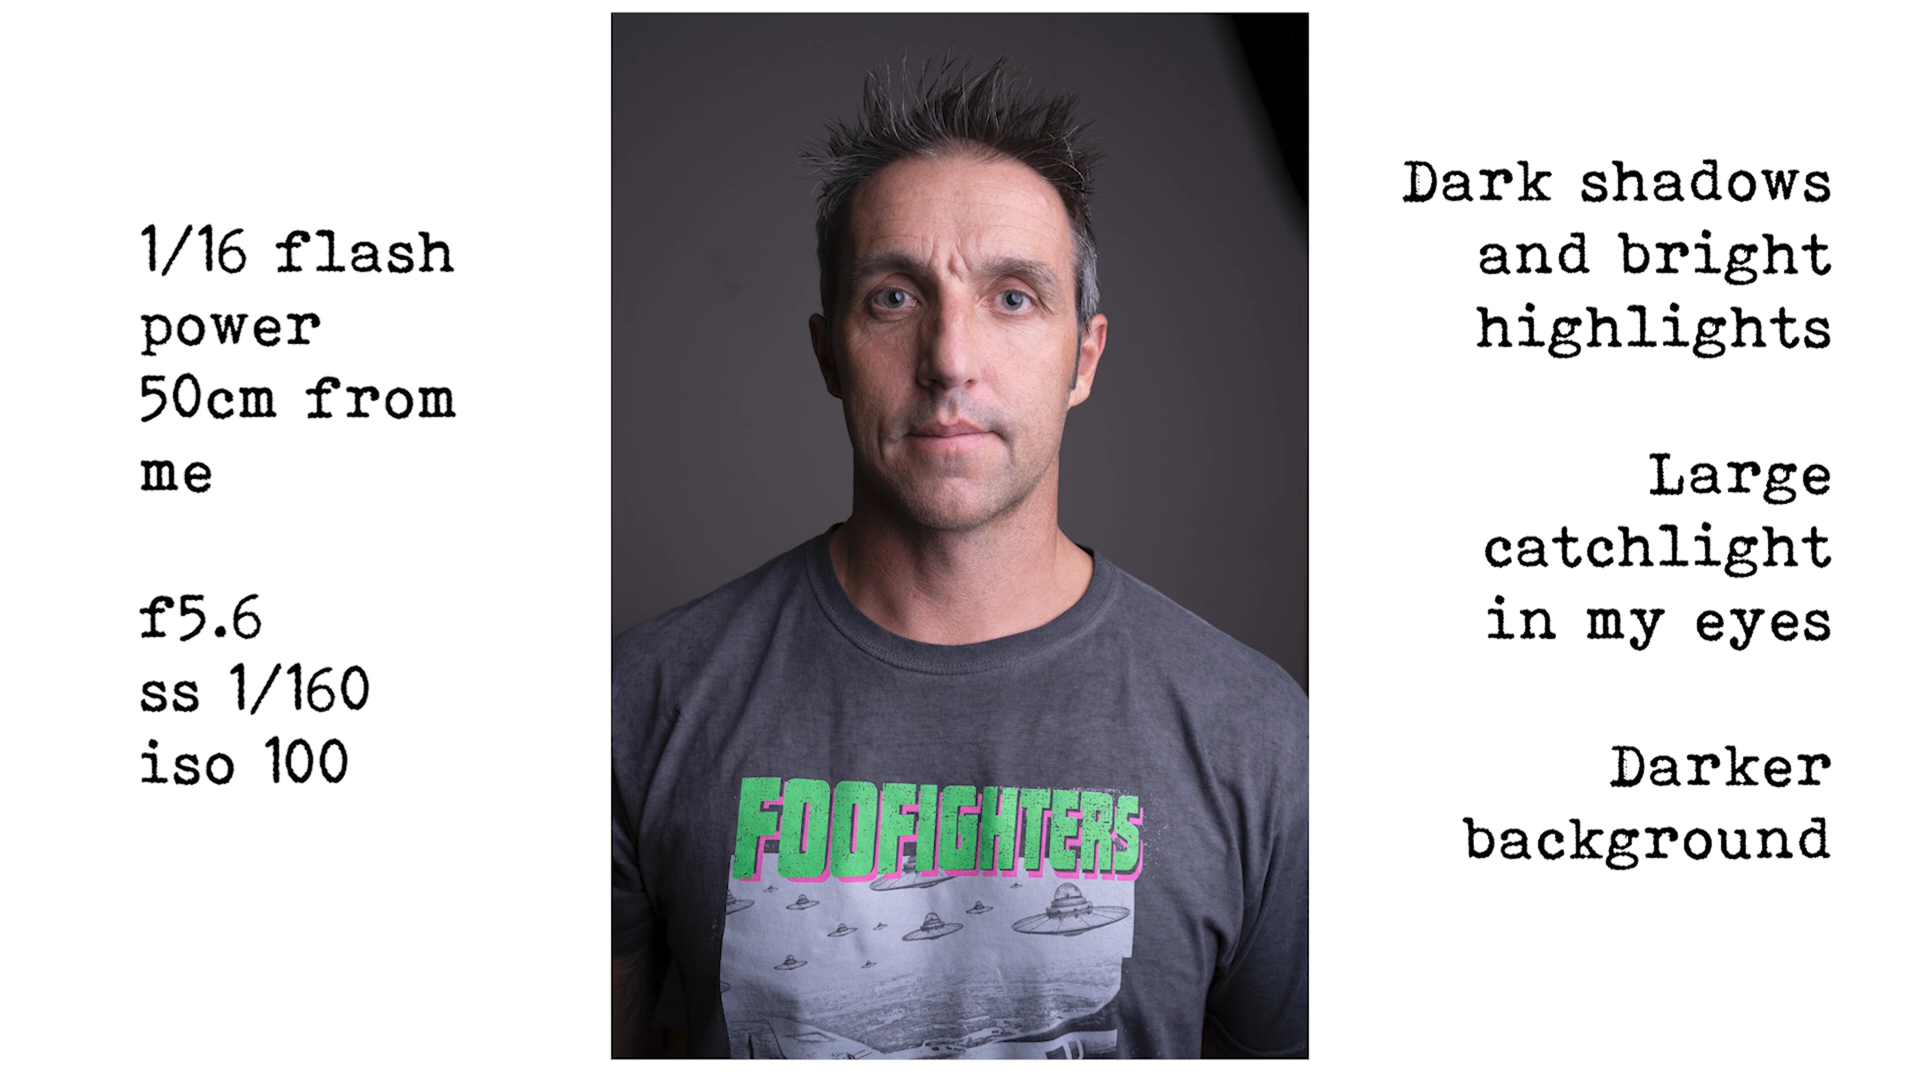 1/16 flash
power
50cm from
me
f5.6
ss 1/160
iso 100
FOOFIGHTERS
Dark shadows
and bright
highlights
Large
catchlight
in my eyes
Darker
background